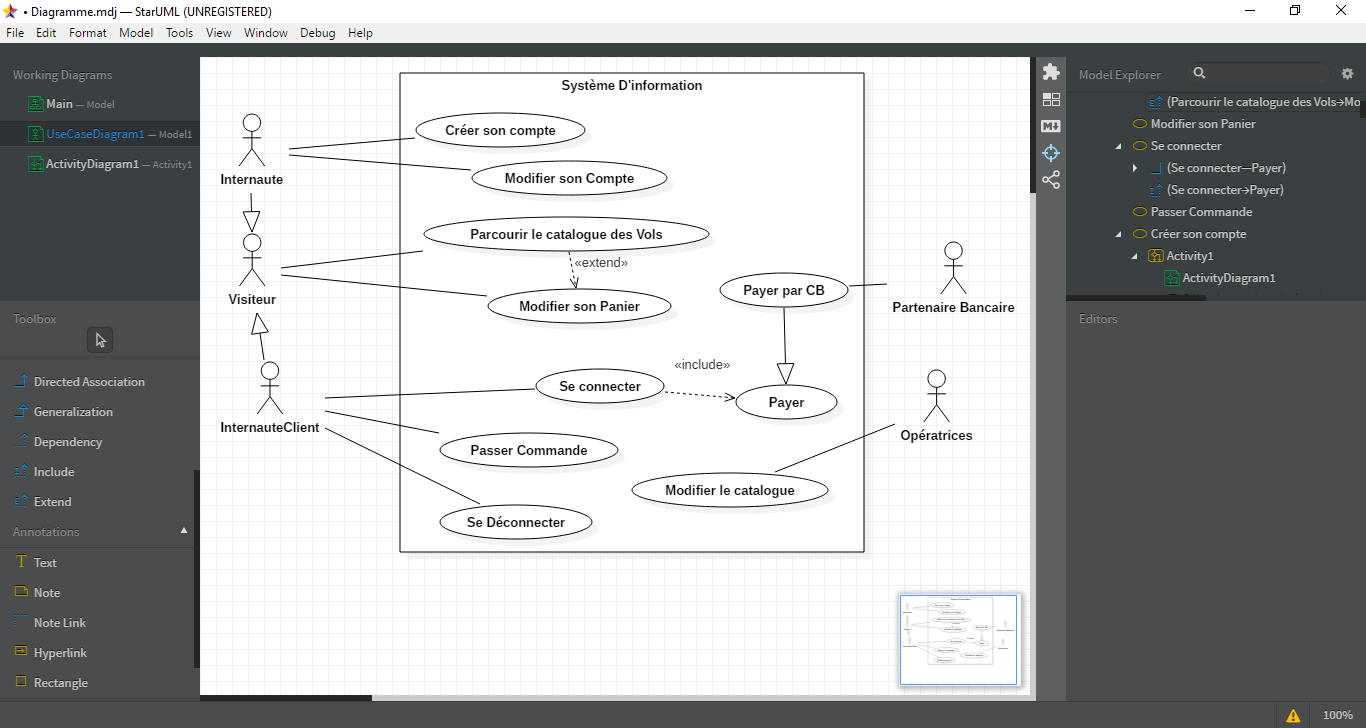 • Diagramme.mdj — StarUML (UNREGISTERED)
File Edit Format Model Tools View Window Debug Help
Working Diagrams
Main — Model
UseCaseDiagram1 — Model1
ActivityDiagram1 — Activity1
Toolbox
Directed Association
Generalization
Dependency
Include
Extend
Annotations
Text
Note
Note Link
Hyperlink
Rectangle
Système D'information
Internaute
Créer son compte
Modifier son Compte
Visiteur
Parcourir le catalogue des Vols
«extend»
Modifier son Panier
Payer par CB
Partenaire Bancaire
InternauteClient
Se connecter
«include»
Payer
Passer Commande
Opératrices
Modifier le catalogue
Se Déconnecter
Model Explorer
(Parcourir le catalogue des Vols→Mo
Modifier son Panier
Se connecter
(Se connecter—Payer)
(Se connecter→Payer)
Passer Commande
Créer son compte
Activity1
ActivityDiagram1
Editors
100%